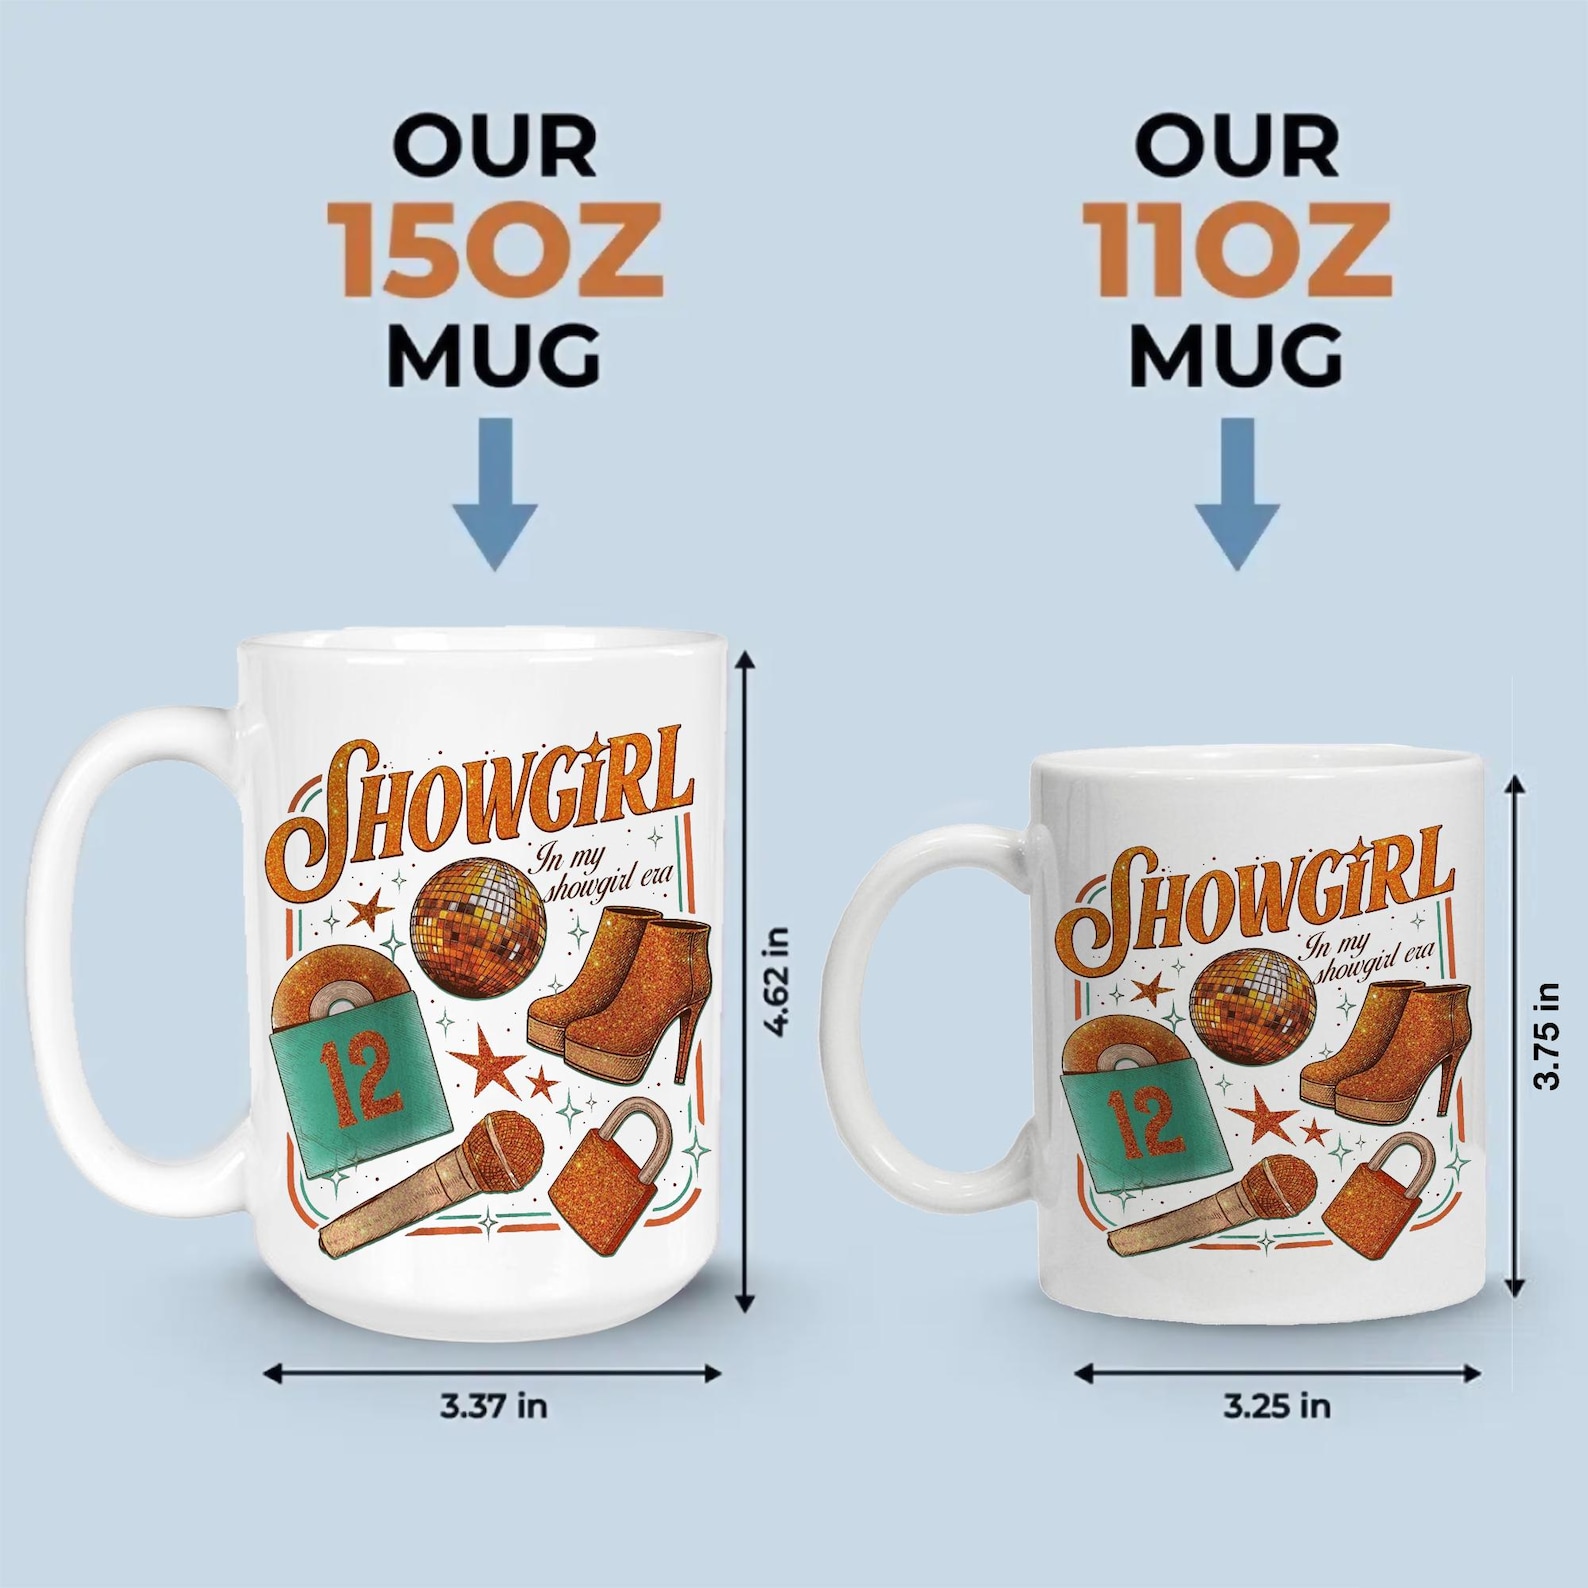 OUR
15OZ
MUG
SHOWGIRL
In my
showgirl era
12
4.62 in
3.37 in
OUR
11OZ
MUG
SHOWGIRL
In my
showgirl era
12
3.75 in
3.25 in